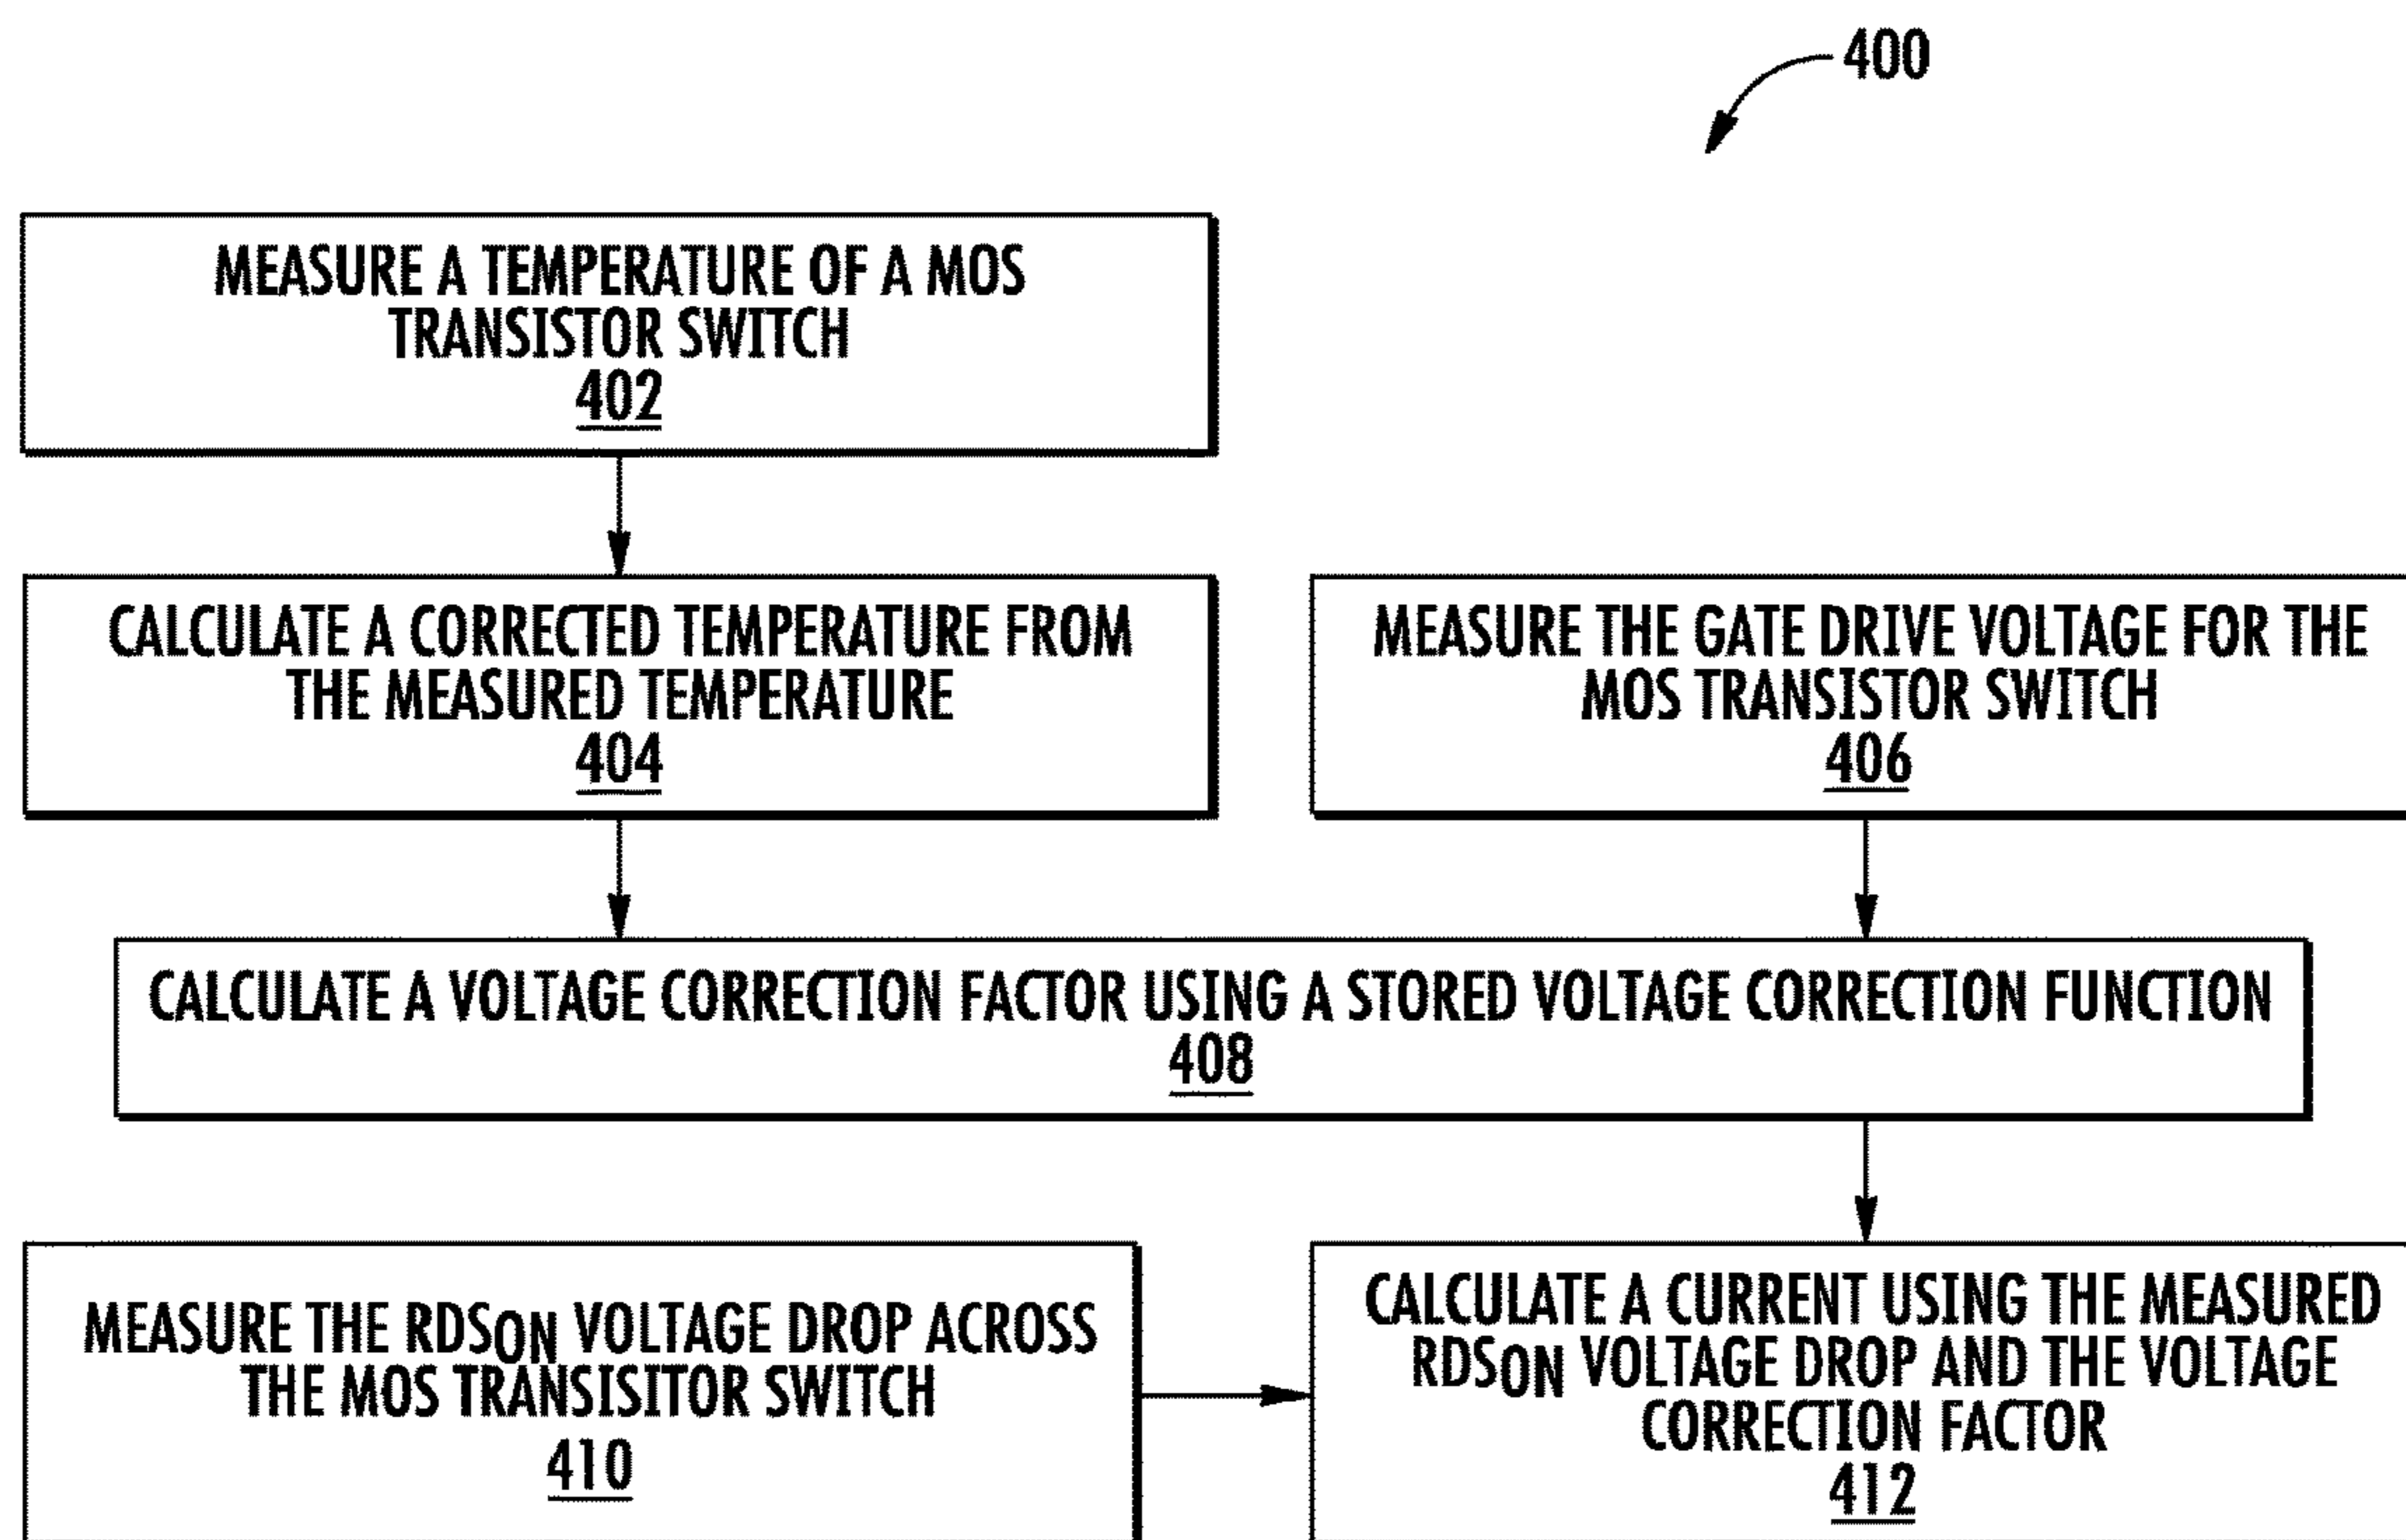 400
MEASURE A TEMPERATURE OF A MOS
TRANSISTOR SWITCH
402
CALCULATE A CORRECTED TEMPERATURE FROM
THE MEASURED TEMPERATURE
404
MEASURE THE GATE DRIVE VOLTAGE FOR THE
MOS TRANSISTOR SWITCH
406
CALCULATE A VOLTAGE CORRECTION FACTOR USING A STORED VOLTAGE CORRECTION FUNCTION
408
MEASURE THE RDSON VOLTAGE DROP ACROSS
THE MOS TRANSISITOR SWITCH
410
CALCULATE A CURRENT USING THE MEASURED
RDSON VOLTAGE DROP AND THE VOLTAGE
CORRECTION FACTOR
412